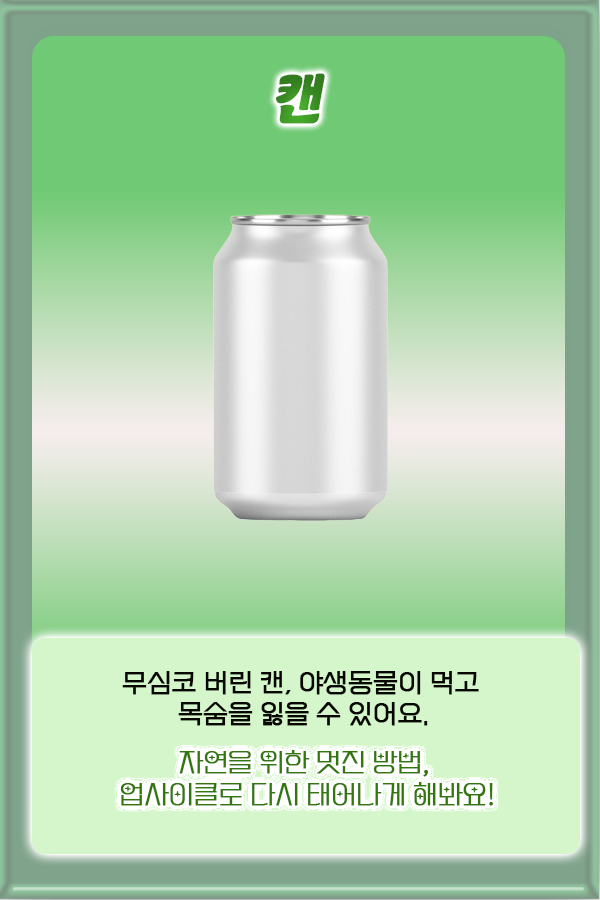 캔
무심코 버린 캔, 야생동물이 먹고
목숨을 잃을 수 있어요.
자연을 위한 멋진 방법,
업사이클로 다시 태어나게 해봐요!